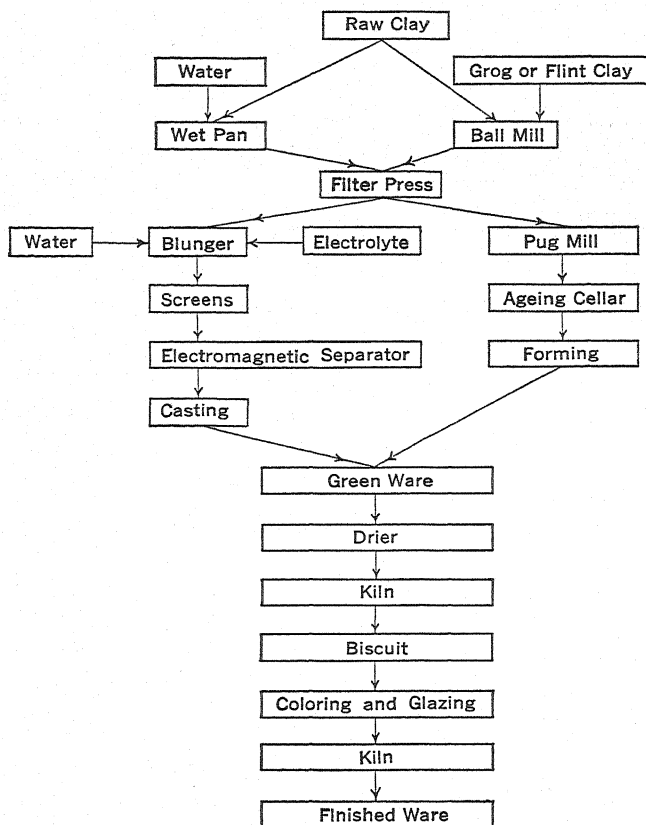 Raw Clay
Water
Grog or Flint Clay
Wet Pan
Ball Mill
Filter Press
Water
Blunger
Electrolyte
Pug Mill
Screens
Ageing Cellar
Electromagnetic Separator
Forming
Casting
Green Ware
Drier
Kiln
Biscuit
Coloring and Glazing
Kiln
Finished Ware